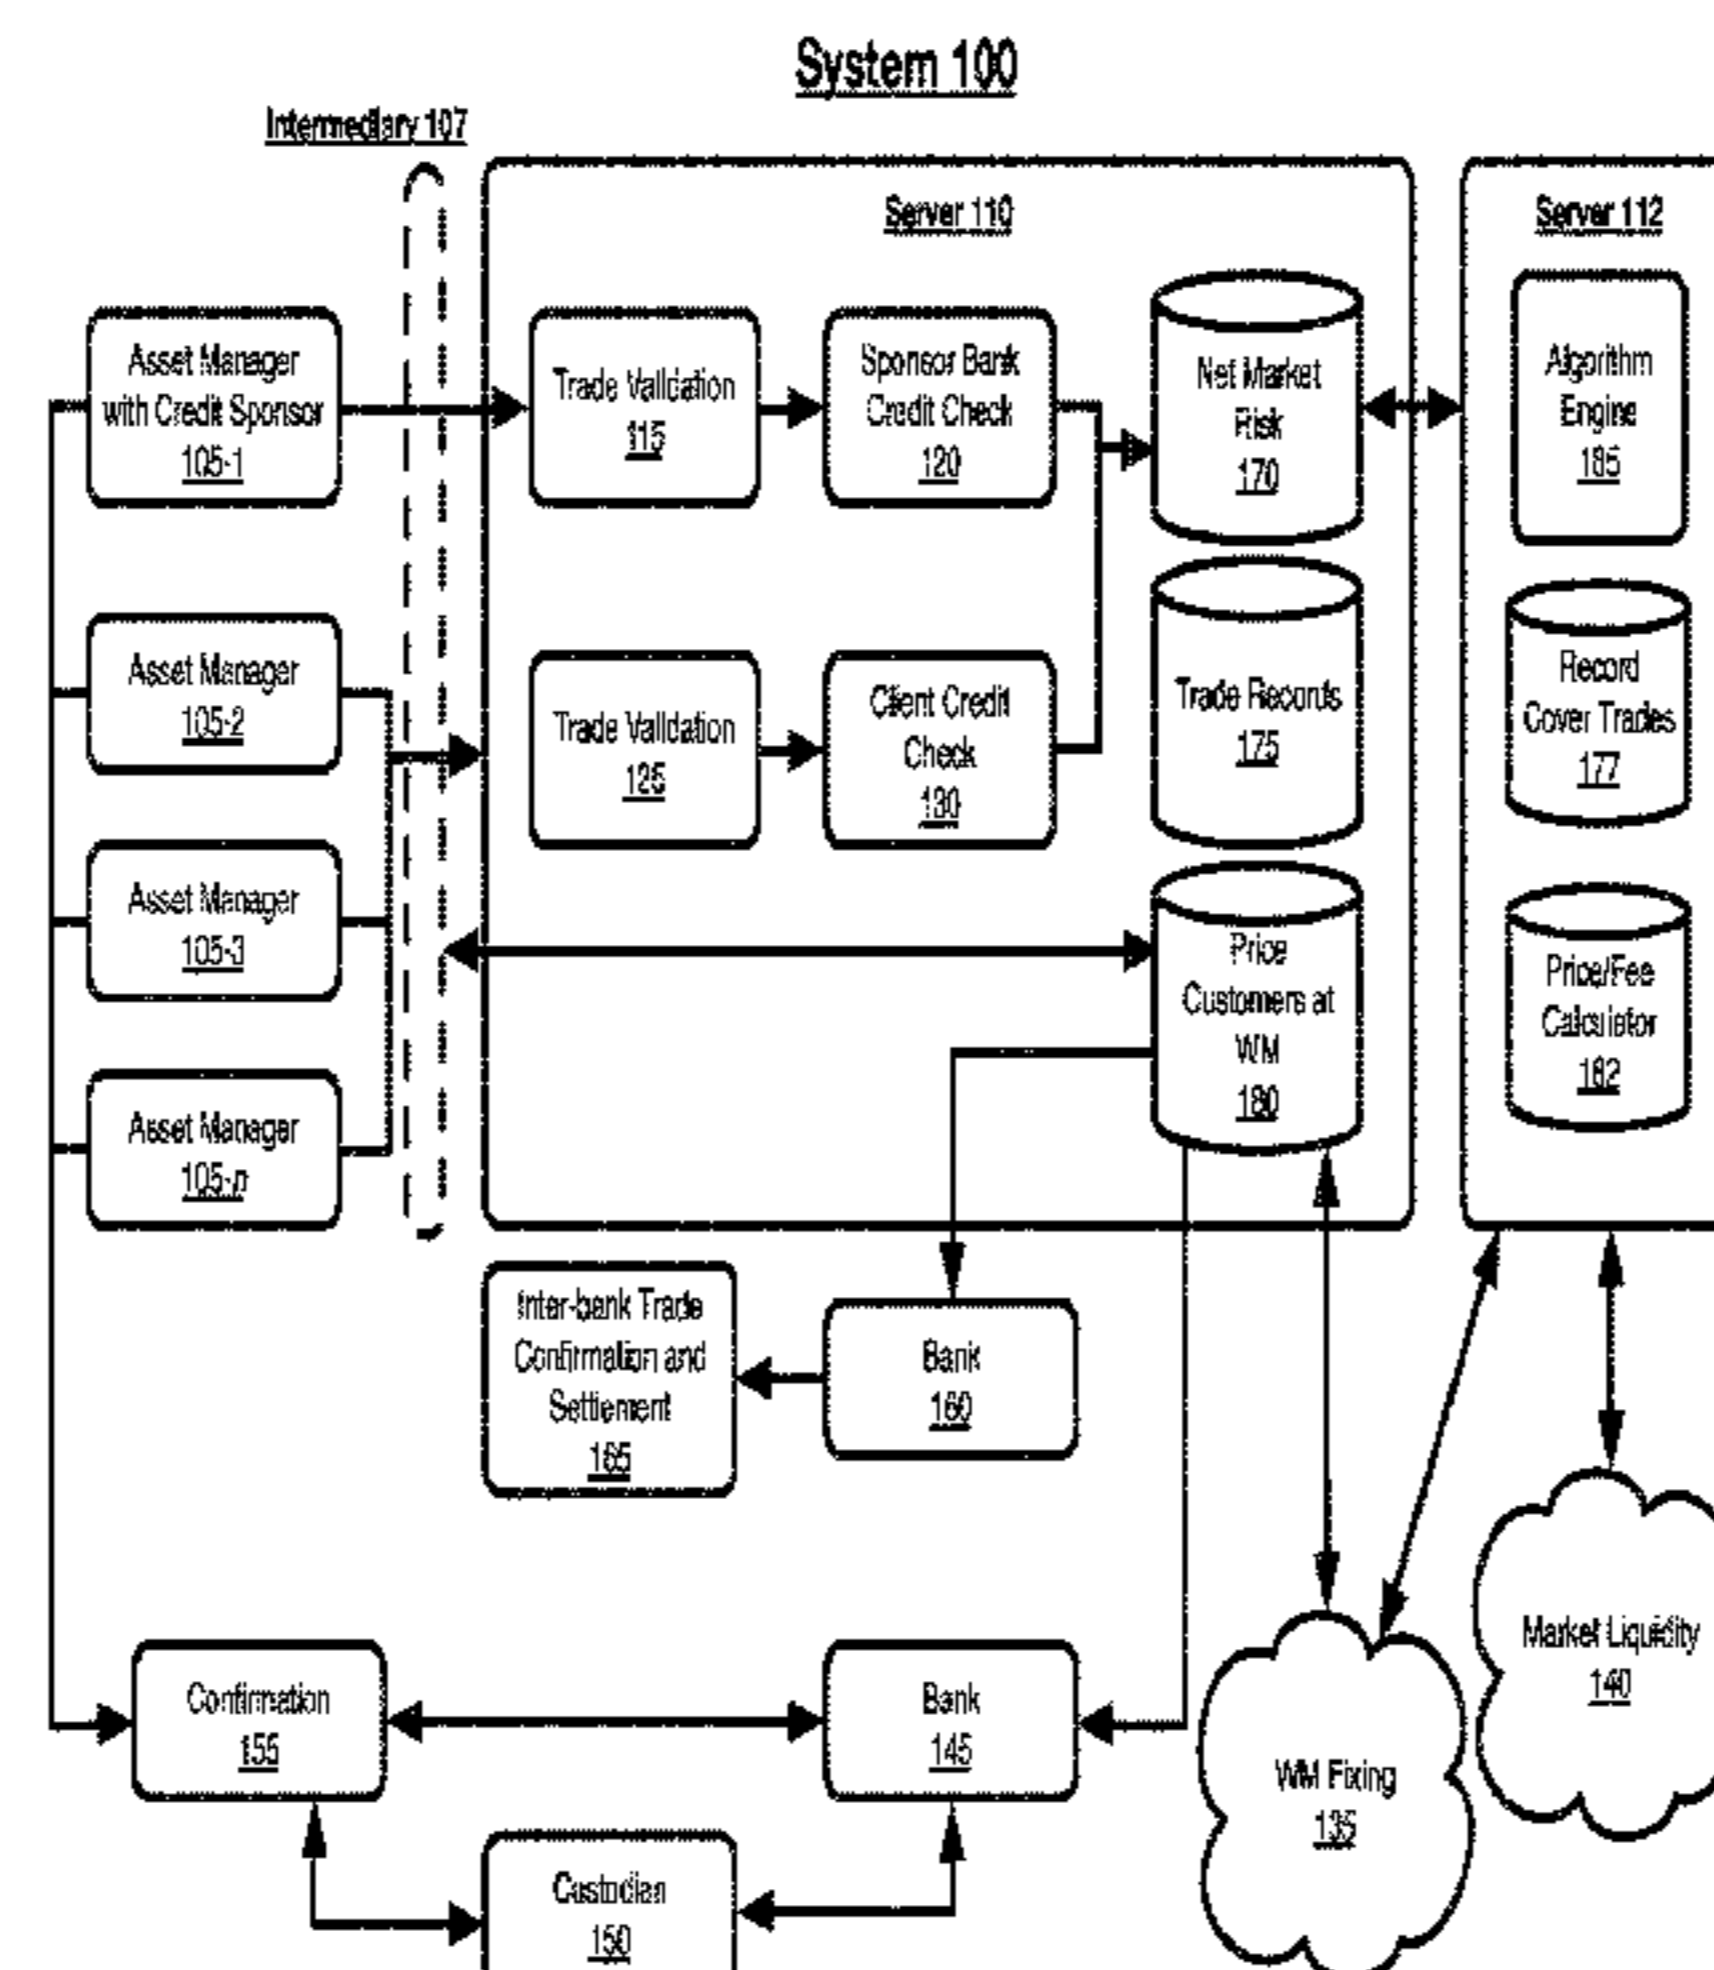 System 100
Intermediary 107
Server 110
Server 112
Asset Manager
with Credit Sponsor
105-1
Trade Validation
115
Sponsor Bank
Credit Check
120
Net Market
Risk
170
Algorithm
Engine
185
Asset Manager
105-2
Trade Validation
125
Client Credit
Check
130
Trade Records
175
Record
Cover Trades
177
Asset Manager
105-3
Price
Customers at
WM
180
Price/Fee
Calculator
182
Asset Manager
105-n
Inter-bank Trade
Confirmation and
Settlement
165
Bank
160
Market Liquidity
140
Confirmation
155
Bank
145
WM Fixing
135
Custodian
150